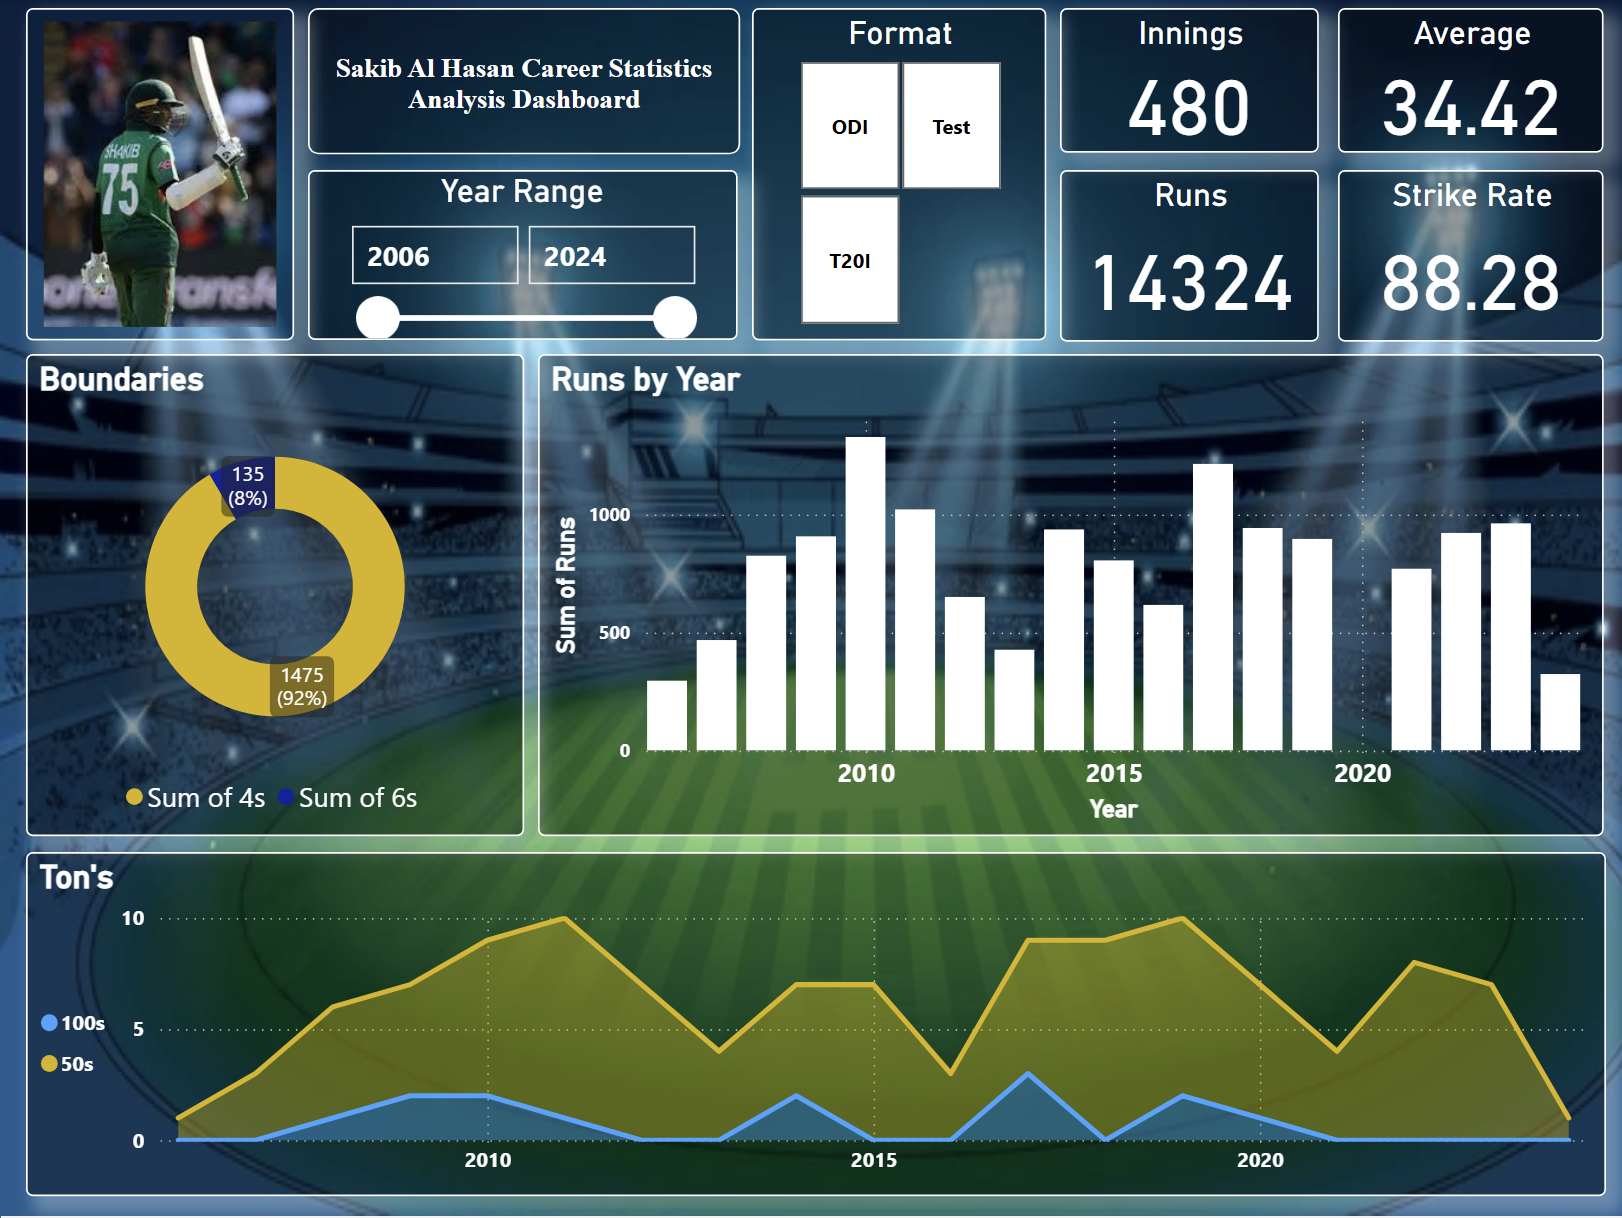 SHAKIB
75
Sakib Al Hasan Career Statistics
Analysis Dashboard
Year Range
2006
2024
Format
ODI
Test
T20I
Innings
480
Average
34.42
Runs
14324
Strike Rate
88.28
Boundaries
135
(8%)
1475
(92%)
Sum of 4s
Sum of 6s
Runs by Year
Sum of Runs
1000
500
0
2010
2015
2020
Year
Ton's
100s
50s
10
5
0
2010
2015
2020